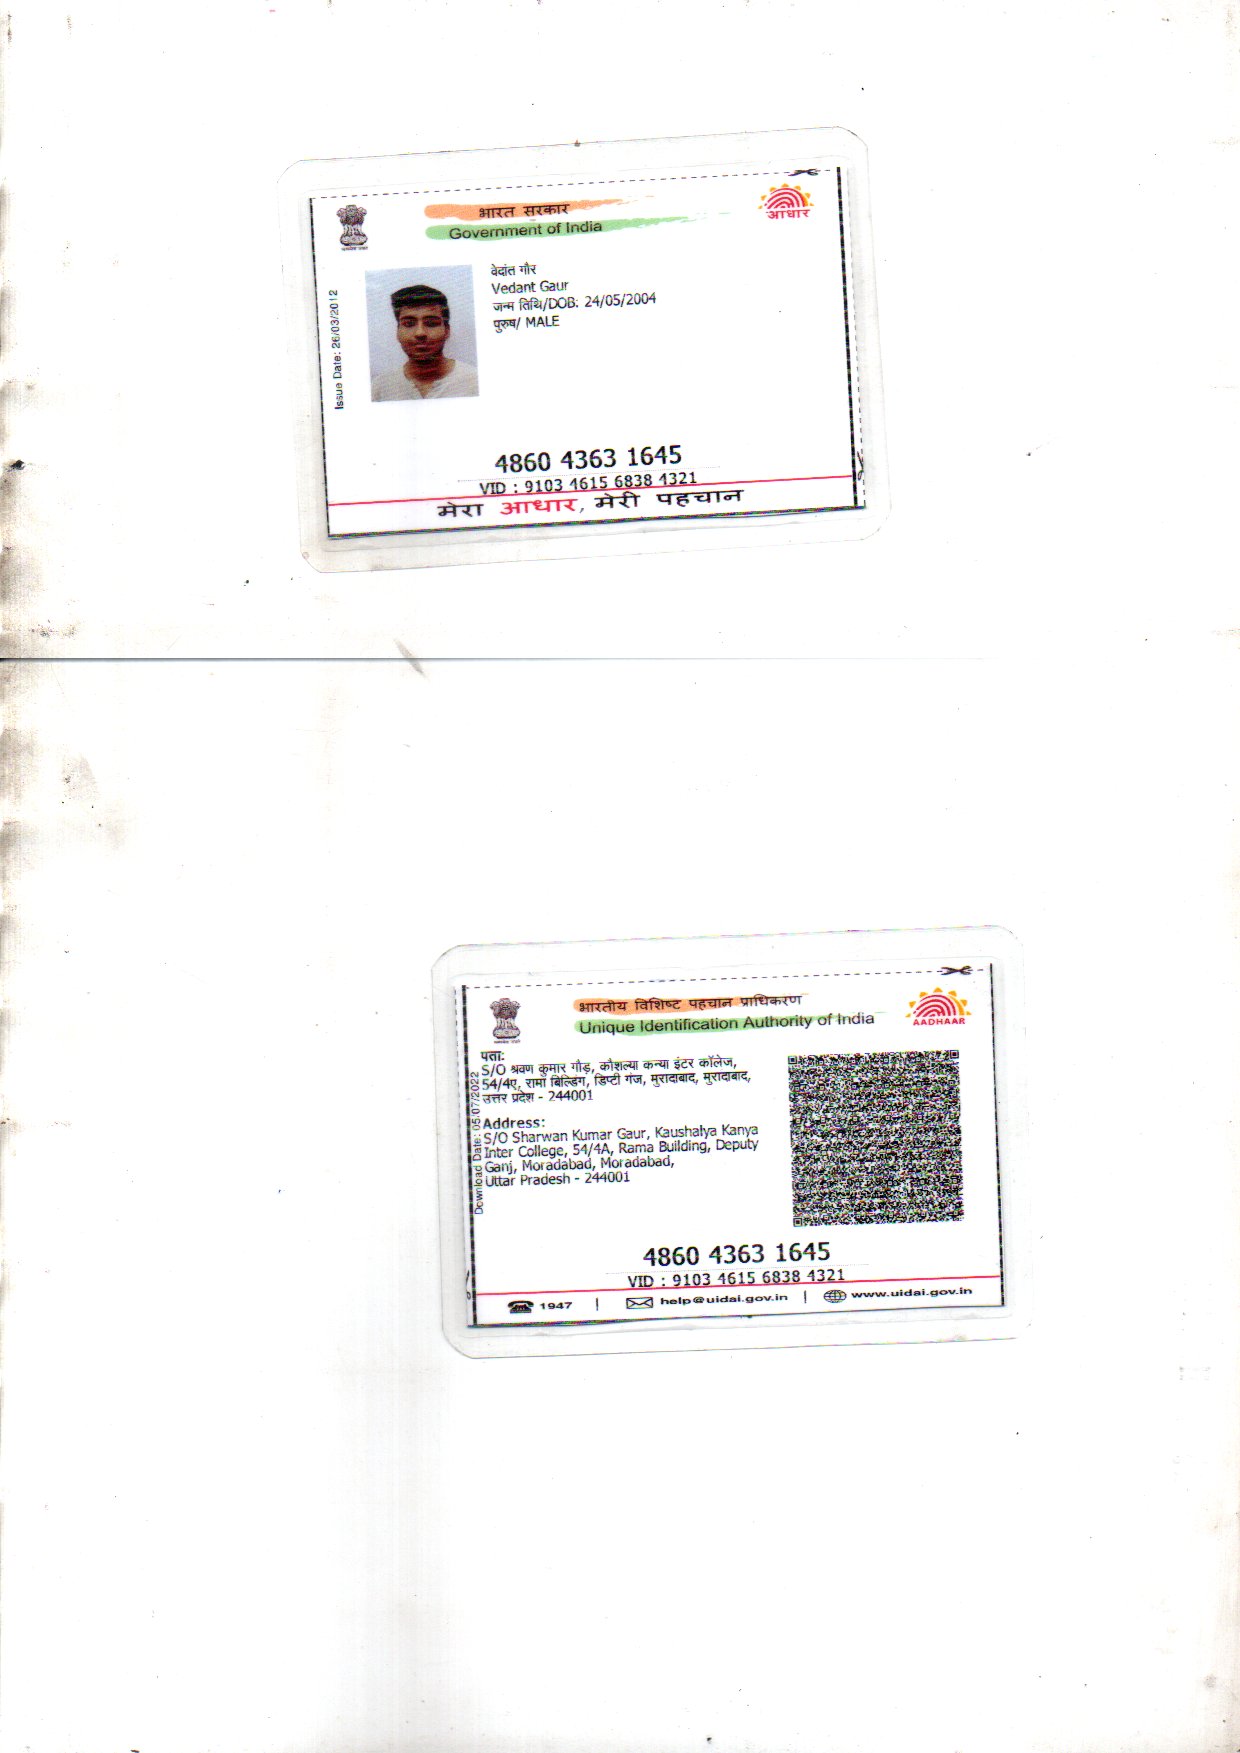 भारत सरकार
Government of India
आधार
Issue Date: 26/03/2012
वेदांत गौर
Vedant Gaur
जन्म तिथि/DOB: 24/05/2004
पुरुष/ MALE
4860 4363 1645
VID : 9103 4615 6838 4321
मेरा आधार, मेरी पहचान
भारतीय विशिष्ट पहचान प्राधिकरण
Unique Identification Authority of India
AADHAAR
Download Date: 05.07/2022
पता:
S/O श्रवण कुमार गौड़, कौशल्या कन्या इंटर कॉलेज,
54/4ए, रामा बिल्डिंग, डिप्टी गंज, मुरादाबाद, मुरादाबाद,
उत्तर प्रदेश - 244001
Address:
S/O Sharwan Kumar Gaur, Kaushalya Kanya
Inter College, 54/4A, Rama Building, Deputy
Ganj, Moradabad, Moradabad,
Uttar Pradesh - 244001
4860 4363 1645
VID : 9103 4615 6838 4321
1947 | help@uidai.gov.in | www.uidai.gov.in